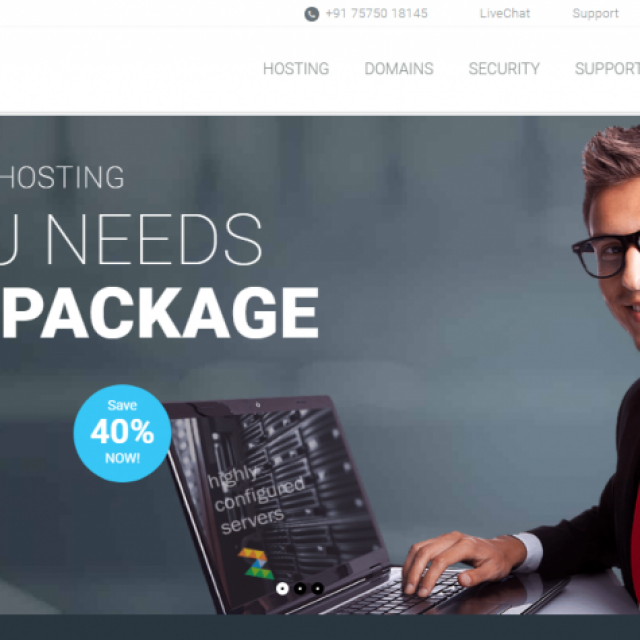 +91 75750 18145 LiveChat Support
HOSTING DOMAINS SECURITY SUPPORT
HOSTING
U NEEDS
PACKAGE
Save
40%
NOW!
highly
configured
servers